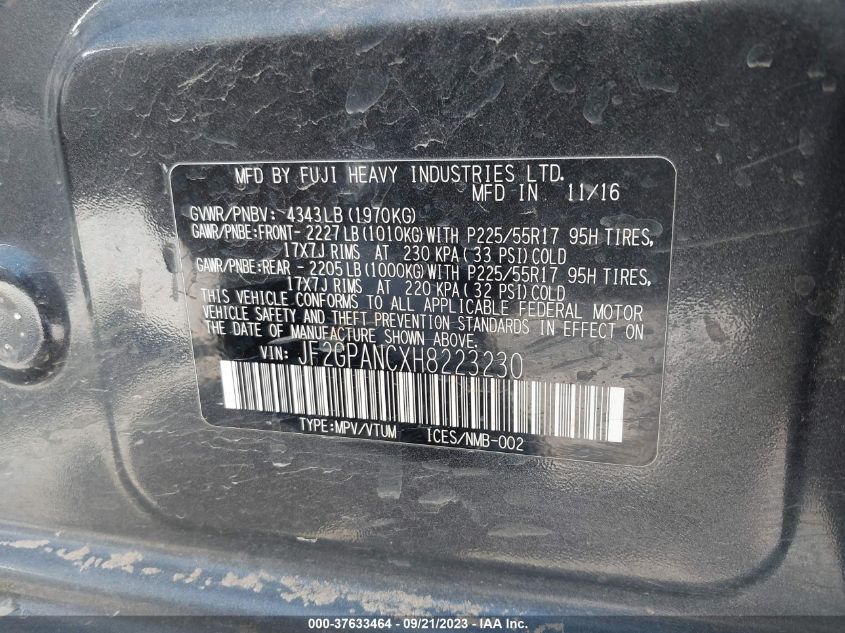 MFD BY FUJI HEAVY INDUSTRIES LTD.
MFD IN 11/16
GVWR/PNBV: 4343LB(1970KG)
GAWR/PNBE:FRONT- 2227LB(1010KG)WITH P225/55R17 95H TIRES,
17X7J RIMS AT 230 KPA(33 PSI)COLD
GAWR/PNBE:REAR - 2205LB(1000KG)WITH P225/55R17 95H TIRES,
17X7J RIMS AT 220 KPA(32 PSI)COLD
THIS VEHICLE CONFORMS TO ALL APPLICABLE FEDERAL MOTOR
VEHICLE SAFETY AND THEFT PREVENTION STANDARDS IN EFFECT ON
THE DATE OF MANUFACTURE SHOWN ABOVE.
VIN: JF2GPANCXH8223230
TYPE:MPV/VTUM ICES/NMB-002
000-37633464 - 09/21/2023 - Copyright © IAA, Inc.